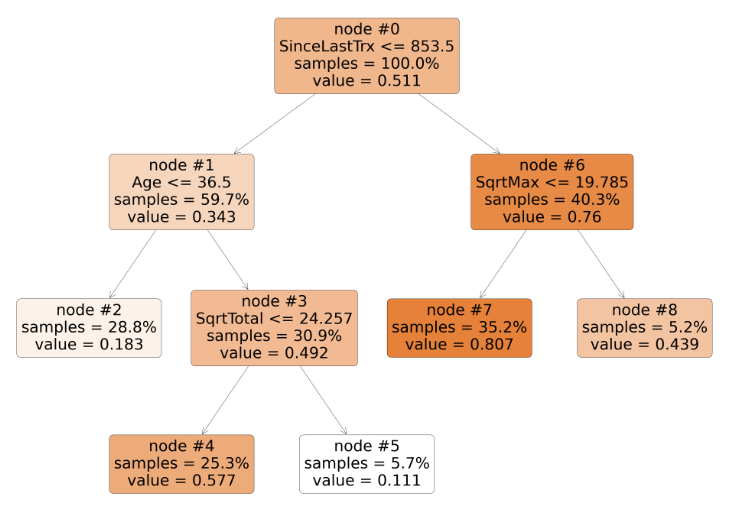 node #0
SinceLastTrx <= 853.5
samples = 100.0%
value = 0.511
node #1
Age <= 36.5
samples = 59.7%
value = 0.343
node #6
SqrtMax <= 19.785
samples = 40.3%
value = 0.76
node #2
samples = 28.8%
value = 0.183
node #3
SqrtTotal <= 24.257
samples = 30.9%
value = 0.492
node #7
samples = 35.2%
value = 0.807
node #8
samples = 5.2%
value = 0.439
node #4
samples = 25.3%
value = 0.577
node #5
samples = 5.7%
value = 0.111